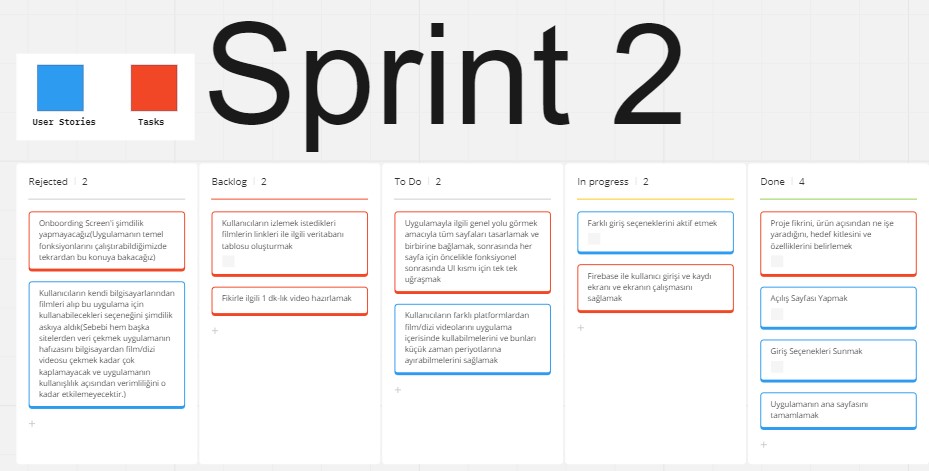 Sprint 2
User Stories
Tasks
Rejected 2
Onboording Screen'i şimdilik
yapmayacağız(Uygulamanın temel
fonksiyonlarını çalıştırabildiğimizde
tekrardan bu konuya bakacağız)
Kullanıcıların kendi bilgisayarlarından
filmleri alıp bu uygulama için
kullanabilecekleri seçeneğini şimdilik
askıya aldık(Sebebi hem başka
sitelerden veri çekmek uygulamanın
hafızasını bilgisayardan film/dizi
videosu çekmek kadar çok
kaplamayacak ve uygulamanın
kullanışlılık açısından verimliliğini o
kadar etkilemeyecektir.)
+
Backlog 2
Kullanıcıların izlemek istedikleri
filmlerin linkleri ile ilgili veritabanı
tablosu oluşturmak
Fikirle ilgili 1 dk-lık video hazırlamak
+
To Do 2
Uygulamayla ilgili genel yolu görmek
amacıyla tüm sayfaları tasarlamak ve
birbirine bağlamak, sonrasında her
sayfa için öncelikle fonksiyonel
sonrasında UI kısmı için tek tek
uğraşmak
Kullanıcıların farklı platformlardan
film/dizi videolarını uygulama
içerisinde kullabilmelerini ve bunları
küçük zaman periyotlarına
ayırabilmelerini sağlamak
+
In progress 2
Farklı giriş seçeneklerini aktif etmek
Firebase ile kullanıcı girişi ve kaydı
ekranı ve ekranın çalışmasını
sağlamak
+
Done 4
Proje fikrini, ürün açısından ne işe
yaradığını, hedef kitlesini ve
özelliklerini belirlemek
Açılış Sayfası Yapmak
Giriş Seçenekleri Sunmak
Uygulamanın ana sayfasını
tamamlamak
+